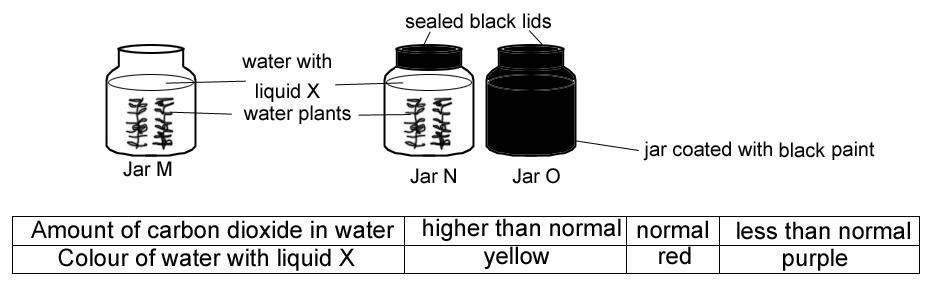 sealed black lids
water with
liquid X
water plants
jar coated with black paint
Jar M
Jar N
Jar O
Amount of carbon dioxide in water higher than normal normal less than normal
Colour of water with liquid X yellow red purple